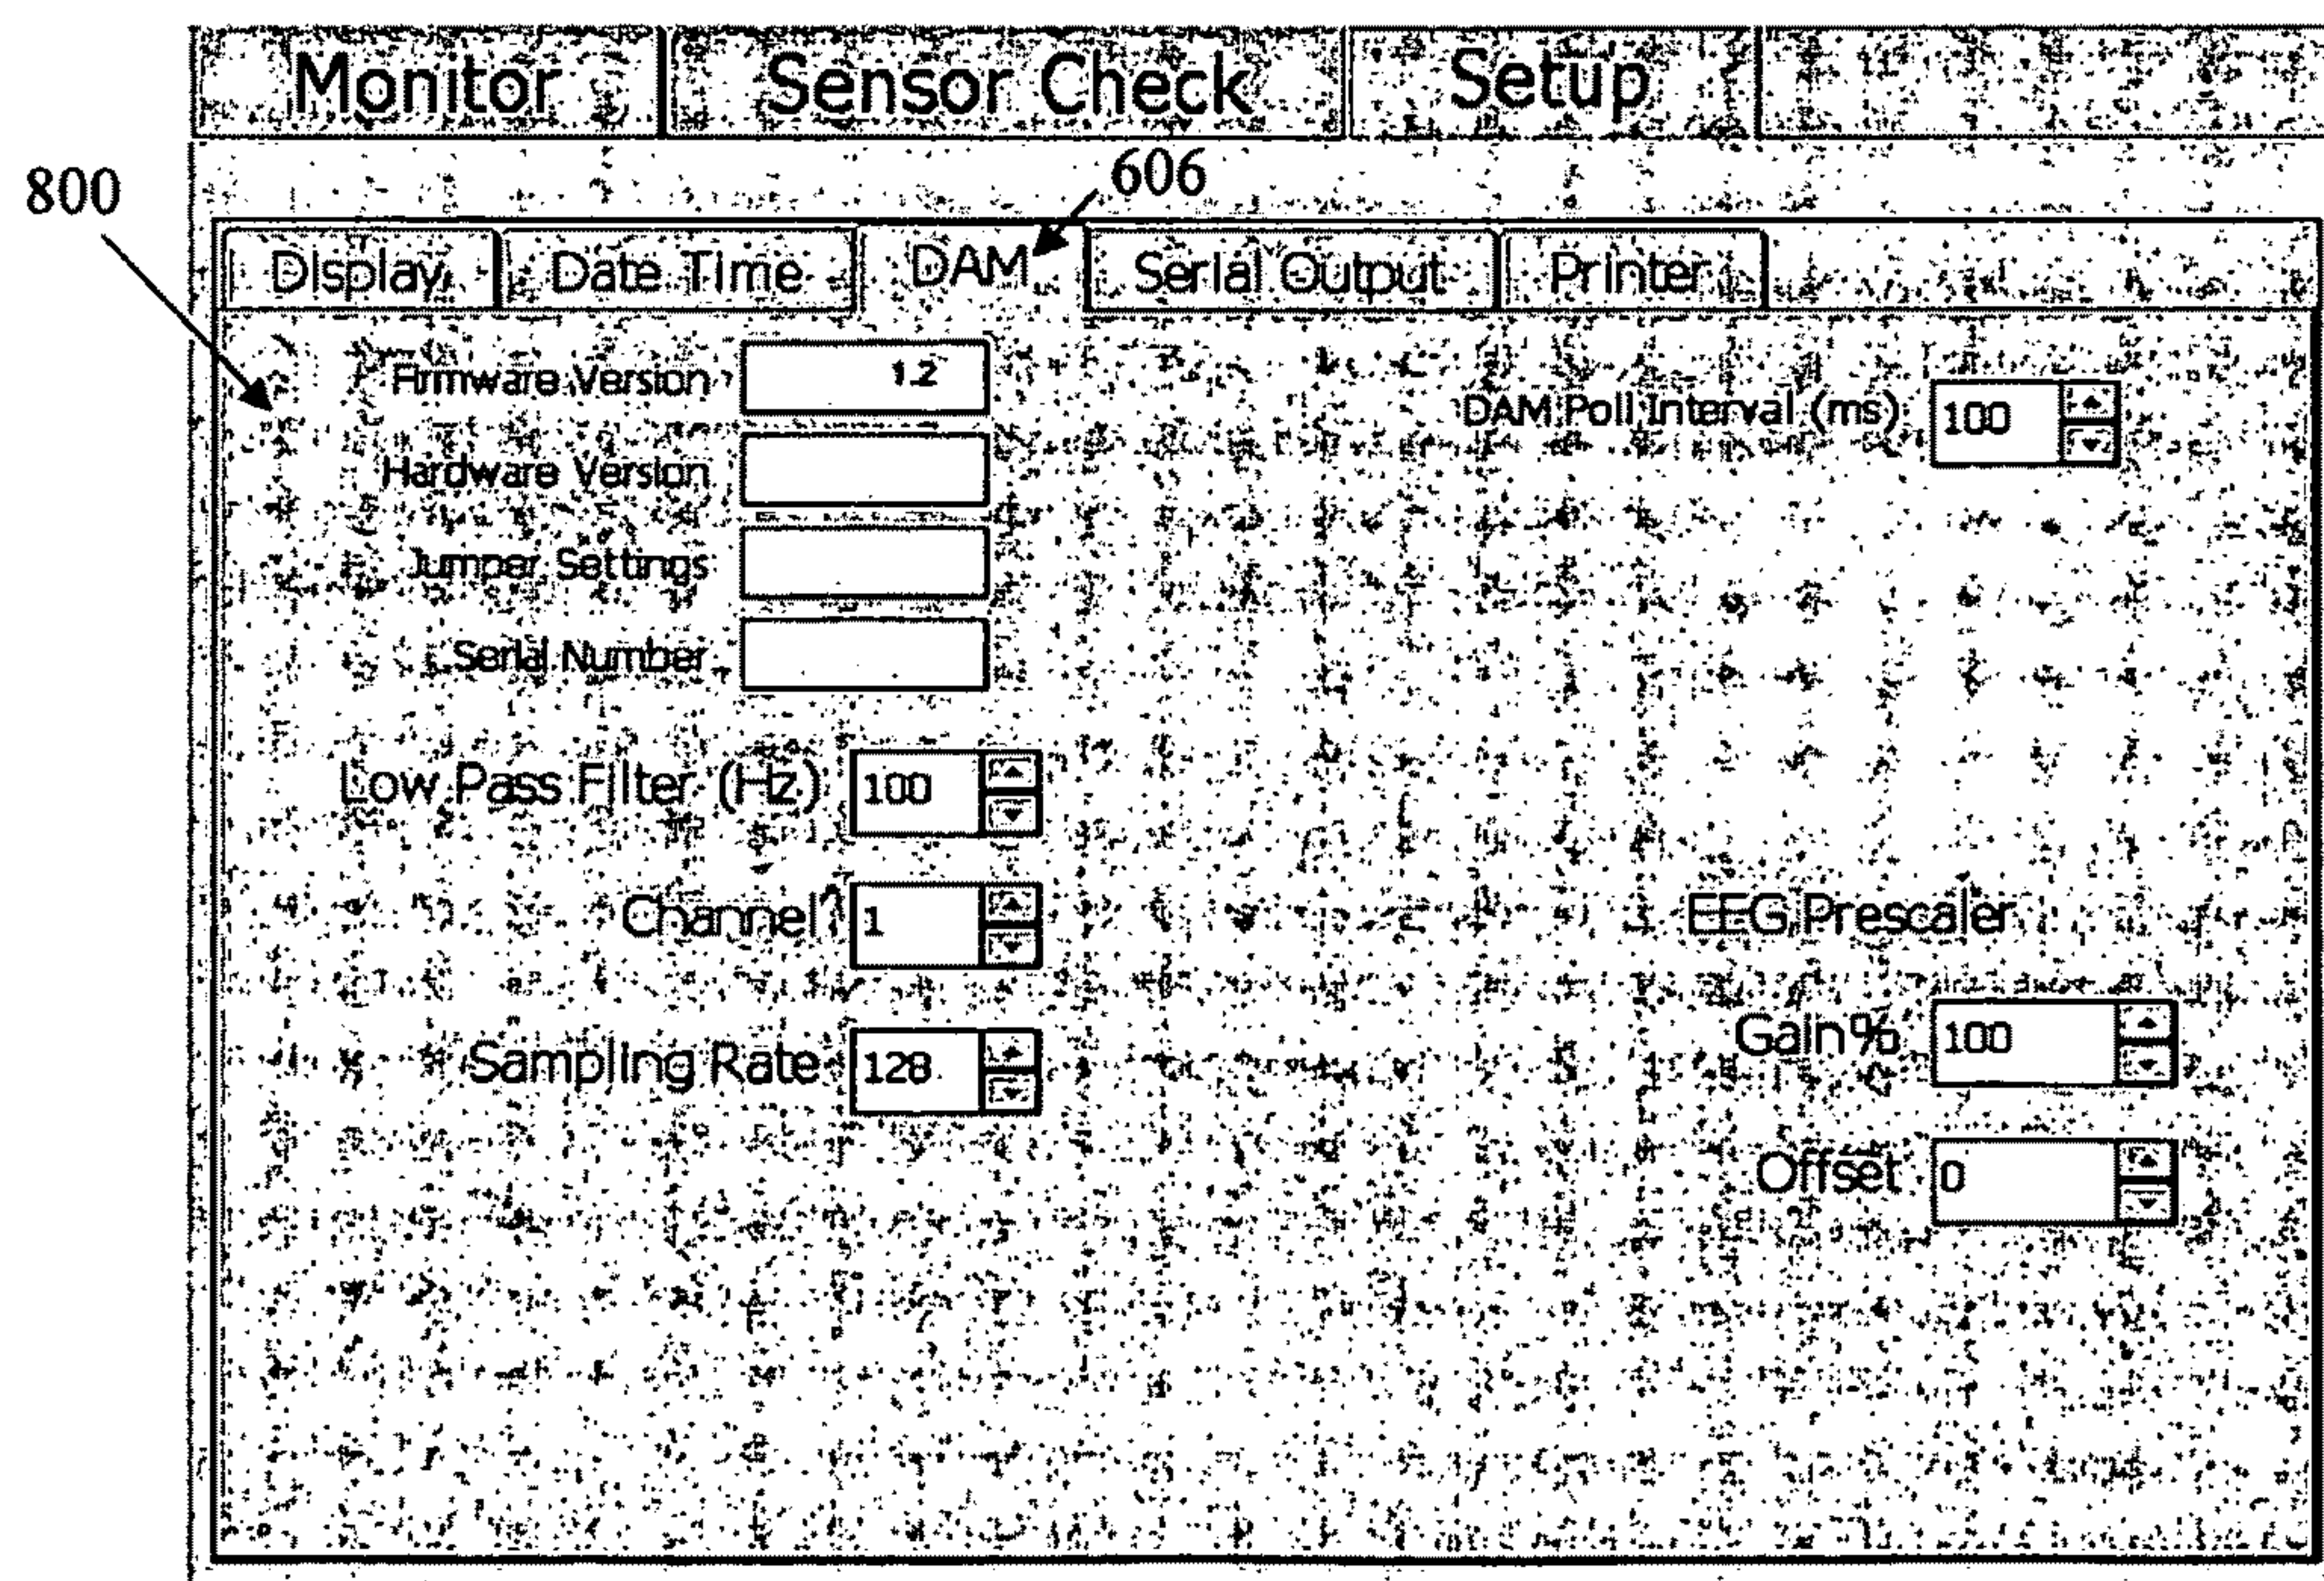 Monitor Sensor Check Setup
800
606
Display Date Time DAM Serial Output Printer
Firmware Version 1.2
DAM Poll Interval (ms) 100
Hardware Version
Jumper Settings
Serial Number
Low Pass Filter (Hz) 100
Channel 1
EEG Prescaler
Gain% 100
Sampling Rate 128
Offset 0